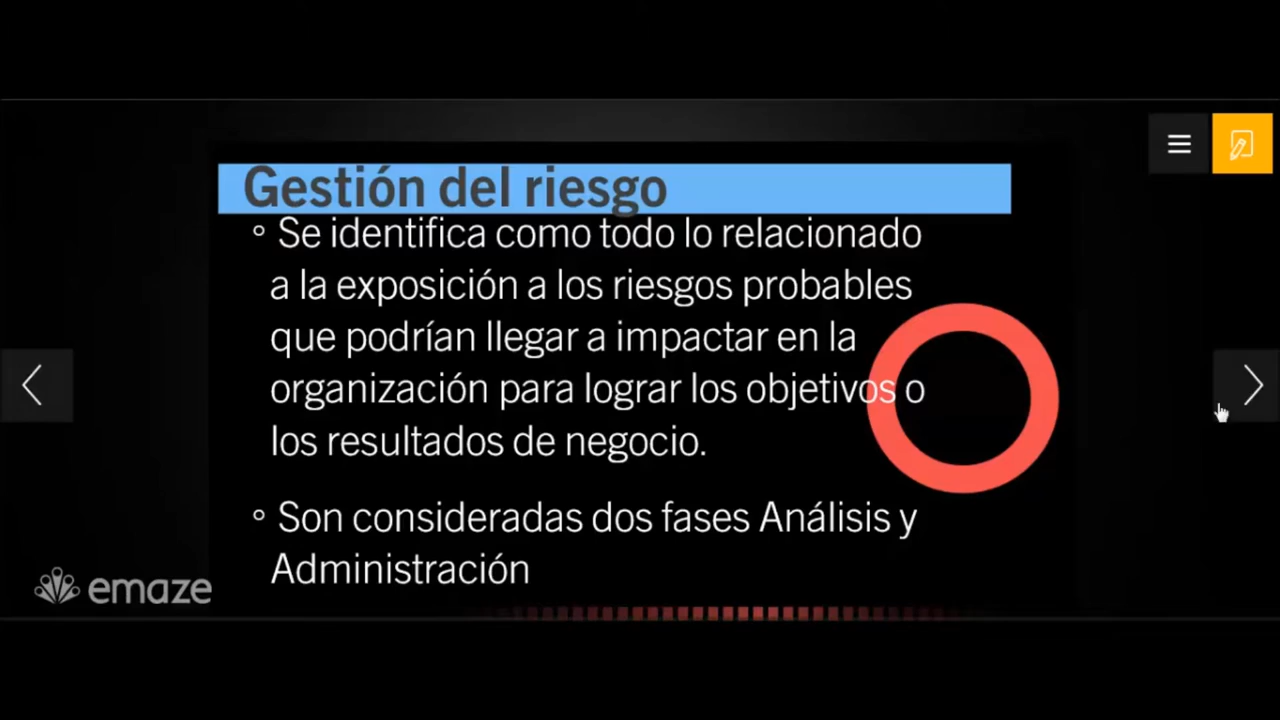 Gestión del riesgo
° Se identifica como todo lo relacionado
a la exposición a los riesgos probables
que podrían llegar a impactar en la
organización para lograr los objetivos o
los resultados de negocio.
° Son consideradas dos fases Análisis y
Administración
emaze